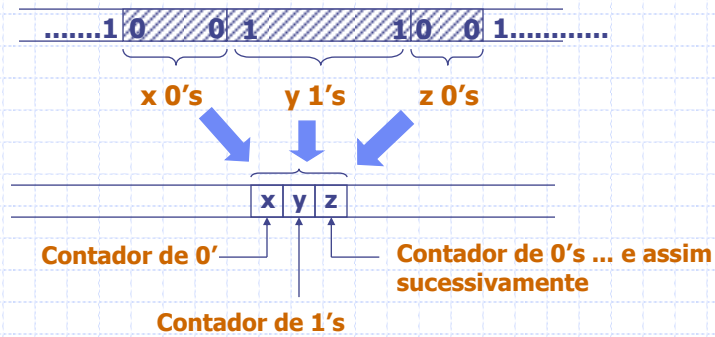 .......1 0 0 1 1 0 0 1............
x 0’s y 1’s z 0’s
x y z
Contador de 0’
Contador de 0’s ... e assim
sucessivamente
Contador de 1’s